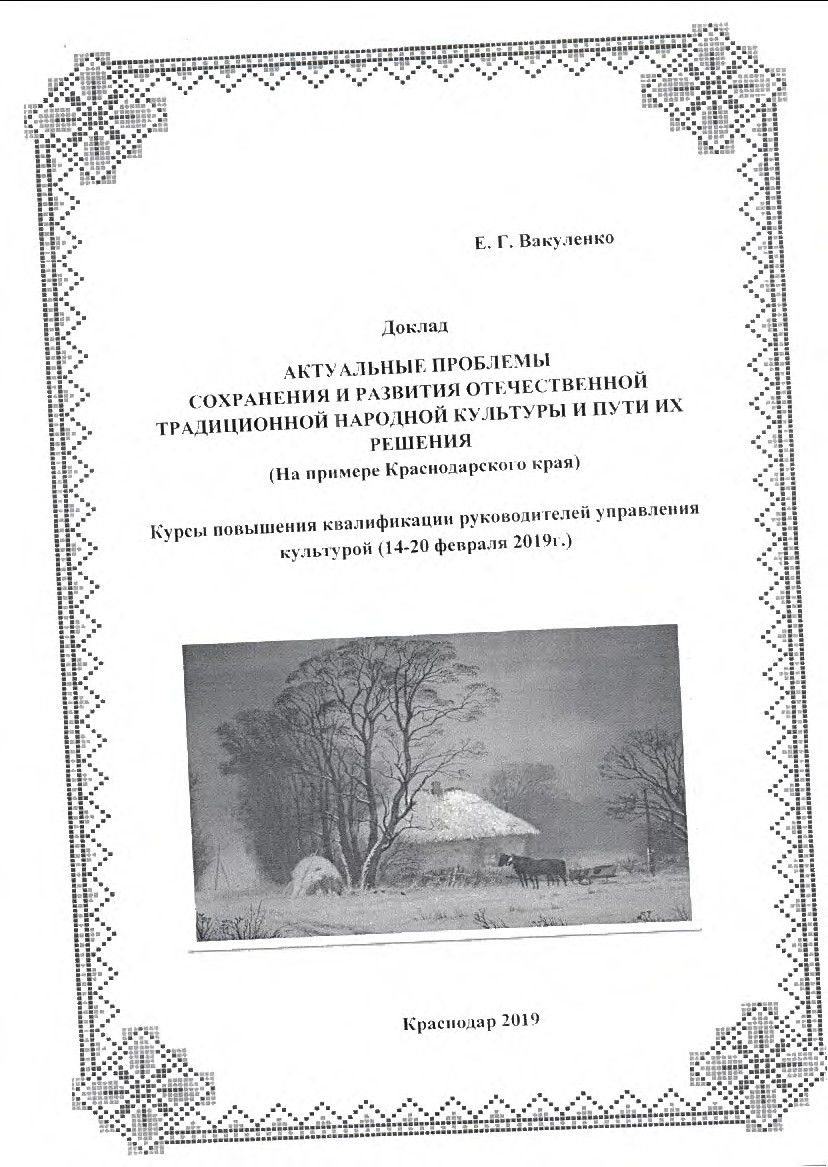 Е. Г. Вакуленко
Доклад
АКТУАЛЬНЫЕ ПРОБЛЕМЫ
СОХРАНЕНИЯ И РАЗВИТИЯ ОТЕЧЕСТВЕННОЙ
ТРАДИЦИОННОЙ НАРОДНОЙ КУЛЬТУРЫ И ПУТИ ИХ
РЕШЕНИЯ
(На примере Краснодарского края)
Курсы повышения квалификации руководителей управления
культурой (14-20 февраля 2019г.)
Краснодар 2019